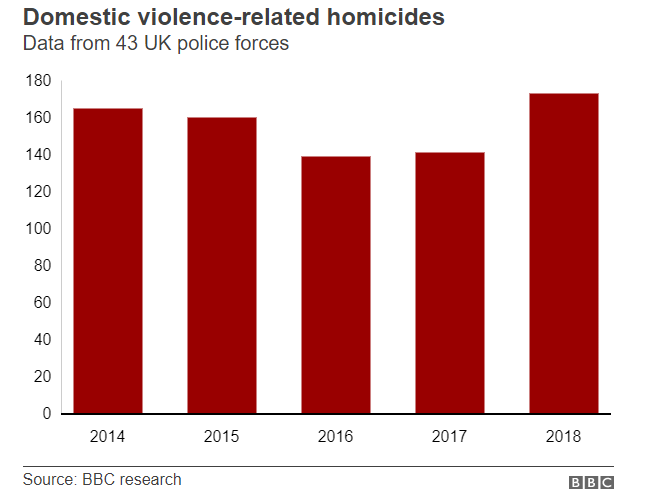 Domestic violence-related homicides
Data from 43 UK police forces
180
160
140
120
100
80
60
40
20
0
2014 2015 2016 2017 2018
Source: BBC research
BBC